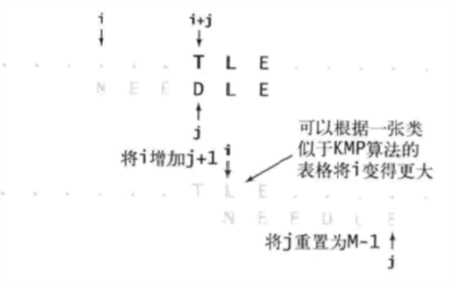 i i+j
. . . . . . T L E . . . . .
N E E D L E
j
将i增加j+1 i
可以根据一张类
似于KMP算法的
表格将i变得更大
. . . . . . T L E . . . . .
N E E D L E
将j重置为M-1
j